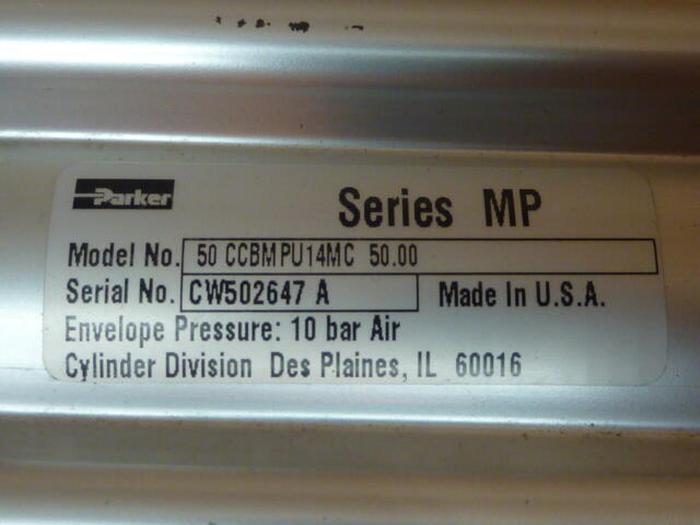 Parker
Series MP
Model No. 50 CCBMPU14MC 50.00
Serial No. CW502647 A Made In U.S.A.
Envelope Pressure: 10 bar Air
Cylinder Division Des Plaines, IL 60016